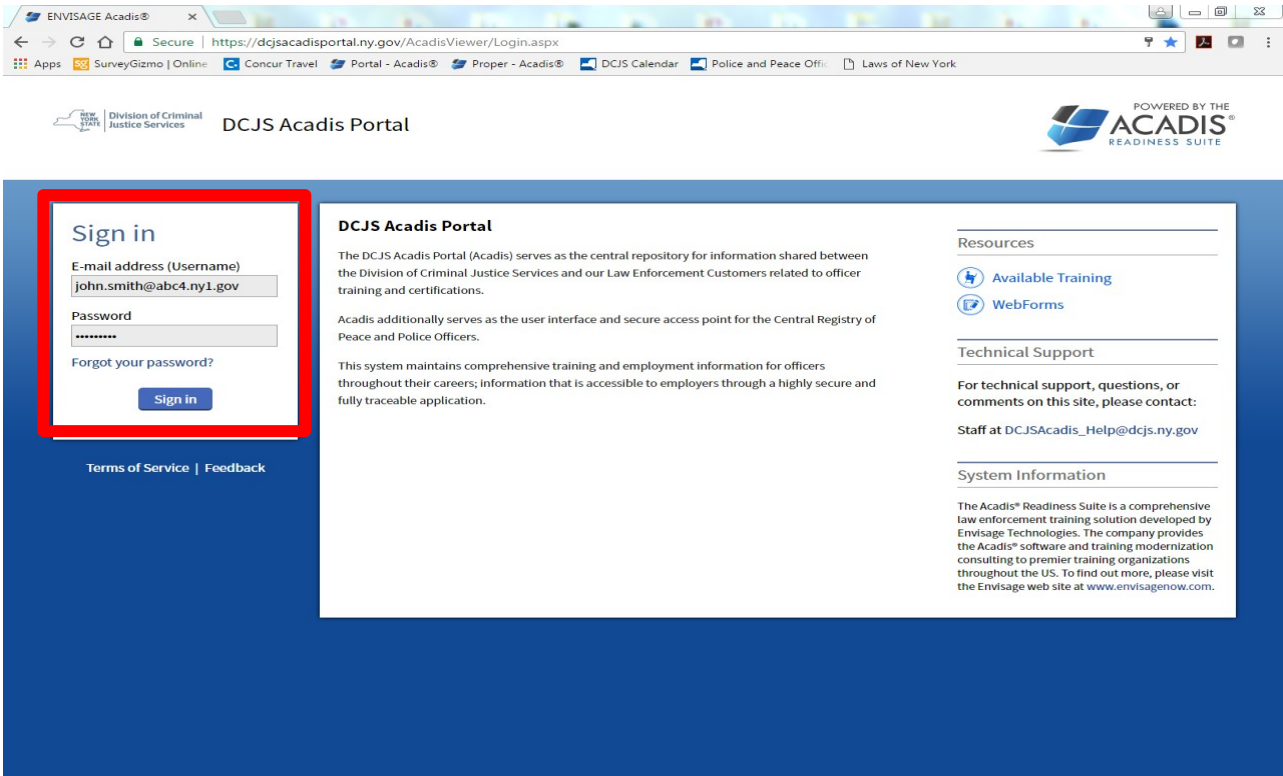 ENVISAGE Acadis®
Secure | https://dcjsacadisportal.ny.gov/AcadisViewer/Login.aspx
Apps SurveyGizmo | Online Concur Travel Portal - Acadis® Proper - Acadis® DCJS Calendar Police and Peace Offic Laws of New York
NEW YORK STATE Division of Criminal Justice Services
DCJS Acadis Portal
POWERED BY THE
ACADIS®
READINESS SUITE
Sign in
E-mail address (Username)
john.smith@abc4.ny1.gov
Password
•••••••••
Forgot your password?
Sign in
Terms of Service | Feedback
DCJS Acadis Portal
The DCJS Acadis Portal (Acadis) serves as the central repository for information shared between
the Division of Criminal Justice Services and our Law Enforcement Customers related to officer
training and certifications.
Acadis additionally serves as the user interface and secure access point for the Central Registry of
Peace and Police Officers.
This system maintains comprehensive training and employment information for officers
throughout their careers; information that is accessible to employers through a highly secure and
fully traceable application.
Resources
Available Training
WebForms
Technical Support
For technical support, questions, or
comments on this site, please contact:
Staff at DCJSAcadis_Help@dcjs.ny.gov
System Information
The Acadis® Readiness Suite is a comprehensive
law enforcement training solution developed by
Envisage Technologies. The company provides
the Acadis® software and training modernization
consulting to premier training organizations
throughout the US. To find out more, please visit
the Envisage web site at www.envisagenow.com.